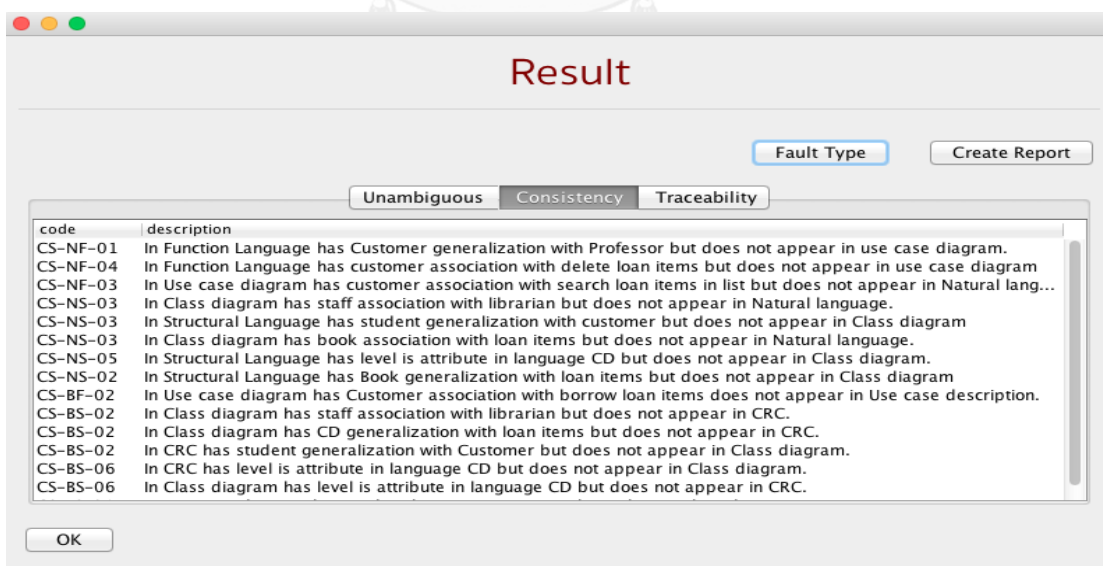 Result
Fault Type Create Report
Unambiguous Consistency Traceability
code description
CS-NF-01 In Function Language has Customer generalization with Professor but does not appear in use case diagram.
CS-NF-04 In Function Language has customer association with delete loan items but does not appear in use case diagram
CS-NF-03 In Use case diagram has customer association with search loan items in list but does not appear in Natural lang...
CS-NS-03 In Class diagram has staff association with librarian but does not appear in Natural language.
CS-NS-03 In Structural Language has student generalization with customer but does not appear in Class diagram
CS-NS-03 In Class diagram has book association with loan items but does not appear in Natural language.
CS-NS-05 In Structural Language has level is attribute in language CD but does not appear in Class diagram.
CS-NS-02 In Structural Language has Book generalization with loan items but does not appear in Class diagram
CS-BF-02 In Use case diagram has Customer association with borrow loan items does not appear in Use case description.
CS-BS-02 In Class diagram has staff association with librarian but does not appear in CRC.
CS-BS-02 In Class diagram has CD generalization with loan items but does not appear in CRC.
CS-BS-02 In CRC has student generalization with Customer but does not appear in Class diagram.
CS-BS-06 In CRC has level is attribute in language CD but does not appear in Class diagram.
CS-BS-06 In Class diagram has level is attribute in language CD but does not appear in CRC.
OK